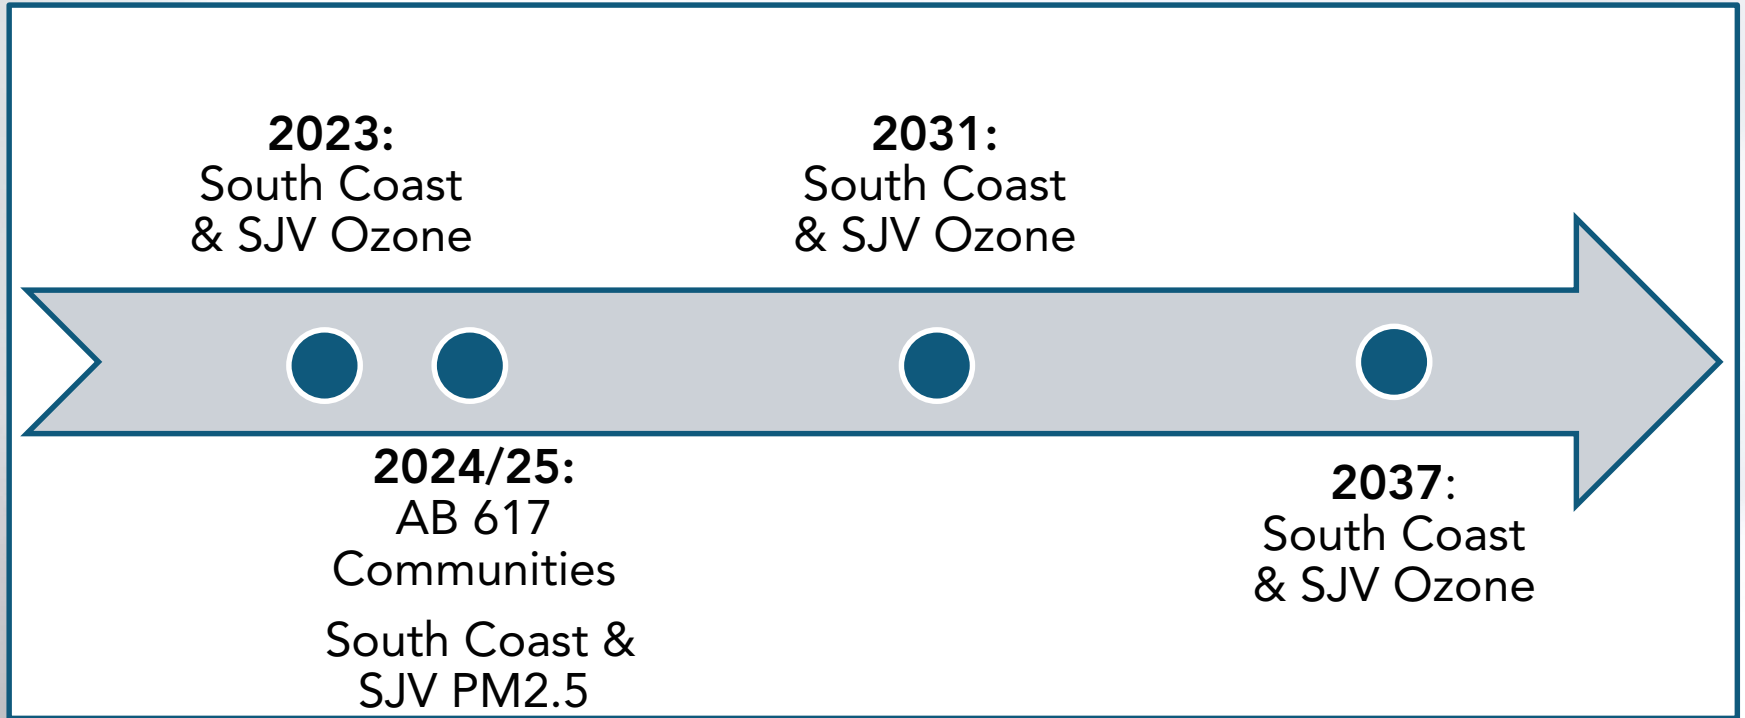 2023:
South Coast
& SJV Ozone
2024/25:
AB 617
Communities
South Coast &
SJV PM2.5
2031:
South Coast
& SJV Ozone
2037:
South Coast
& SJV Ozone